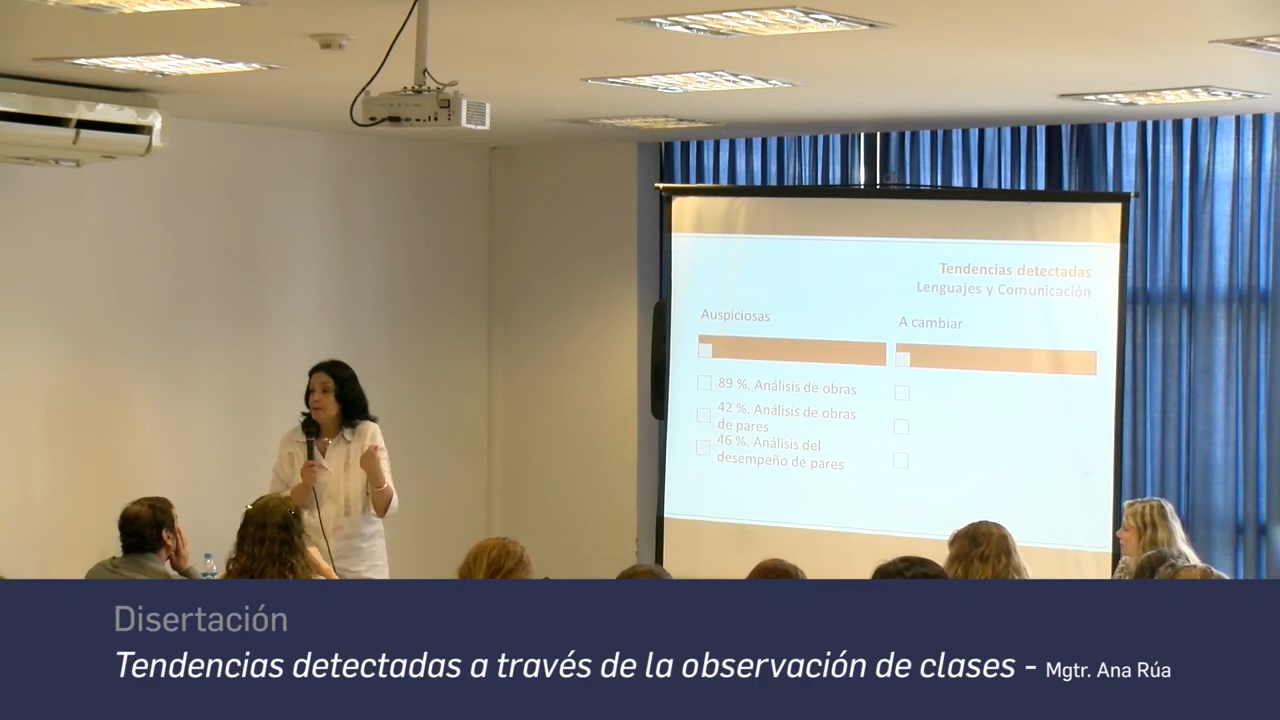 Tendencias detectadas
Lenguajes y Comunicación
Auspiciosas
A cambiar
89 %. Análisis de obras
42 %. Análisis de obras
de pares
46 %. Análisis del
desempeño de pares
Disertación
Tendencias detectadas a través de la observación de clases - Mgtr. Ana Rúa